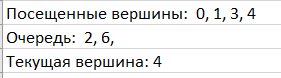 Посещенные вершины:  0, 1, 3, 4
Очередь:  2, 6,
Текущая вершина: 4